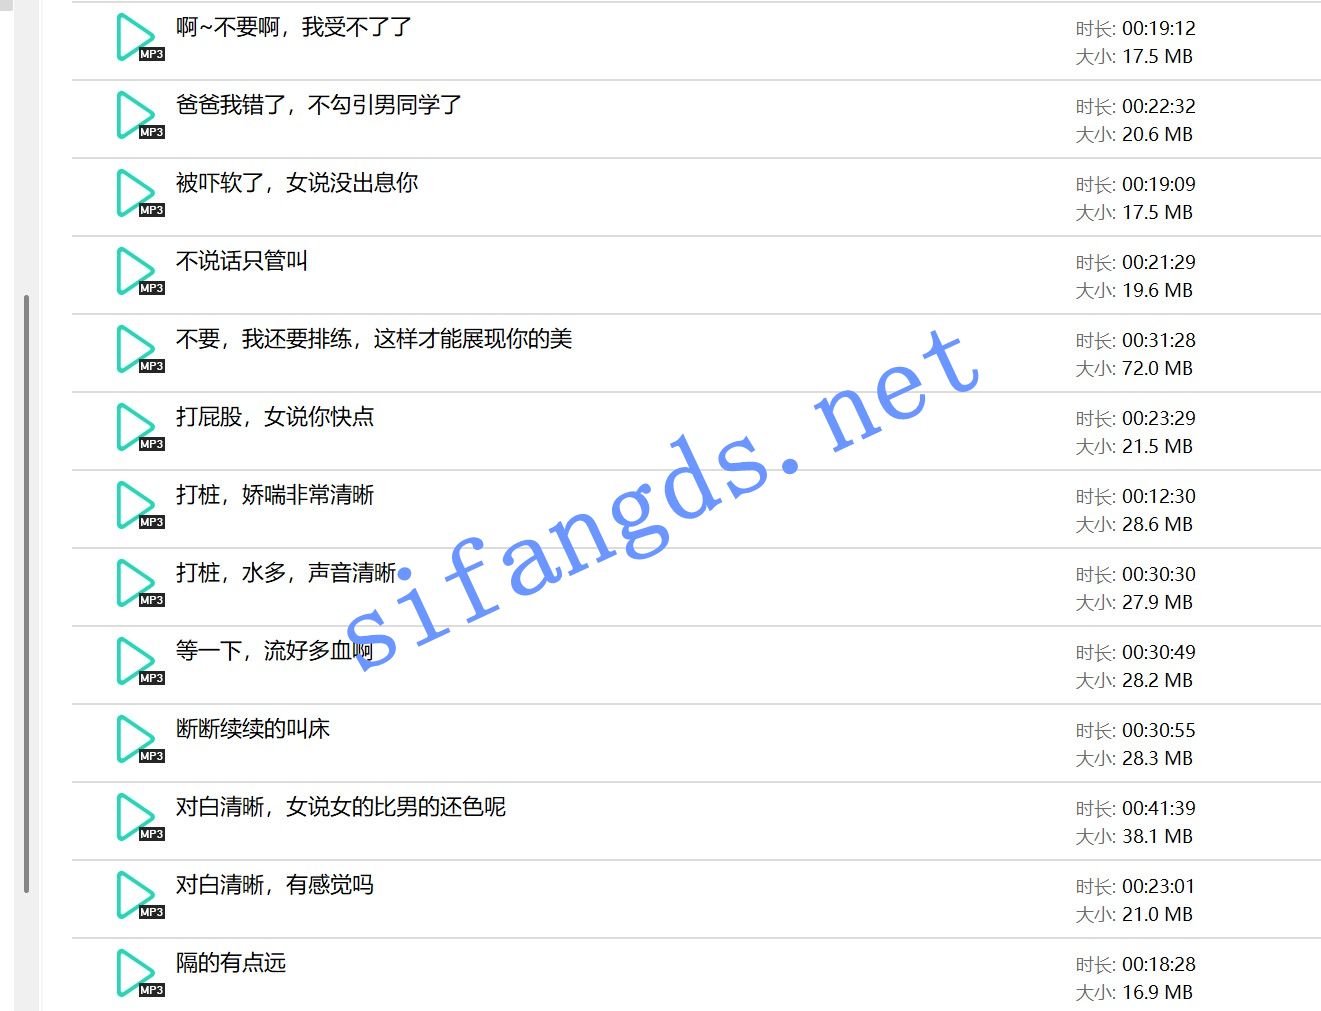 啊~不要啊，我受不了了
时长: 00:19:12
大小: 17.5 MB
MP3
爸爸我错了，不勾引男同学了
时长: 00:22:32
大小: 20.6 MB
MP3
被吓软了，女说没出息你
时长: 00:19:09
大小: 17.5 MB
MP3
不说话只管叫
时长: 00:21:29
大小: 19.6 MB
MP3
不要，我还要排练，这样才能展现你的美
时长: 00:31:28
大小: 72.0 MB
MP3
打屁股，女说你快点
时长: 00:23:29
大小: 21.5 MB
MP3
打桩，娇喘非常清晰
时长: 00:12:30
大小: 28.6 MB
MP3
打桩，水多，声音清晰
时长: 00:30:30
大小: 27.9 MB
MP3
等一下，流好多血啊
时长: 00:30:49
大小: 28.2 MB
MP3
断断续续的叫床
时长: 00:30:55
大小: 28.3 MB
MP3
对白清晰，女说女的比男的还色呢
时长: 00:41:39
大小: 38.1 MB
MP3
对白清晰，有感觉吗
时长: 00:23:01
大小: 21.0 MB
MP3
隔的有点远
时长: 00:18:28
大小: 16.9 MB
MP3
sifangds.net